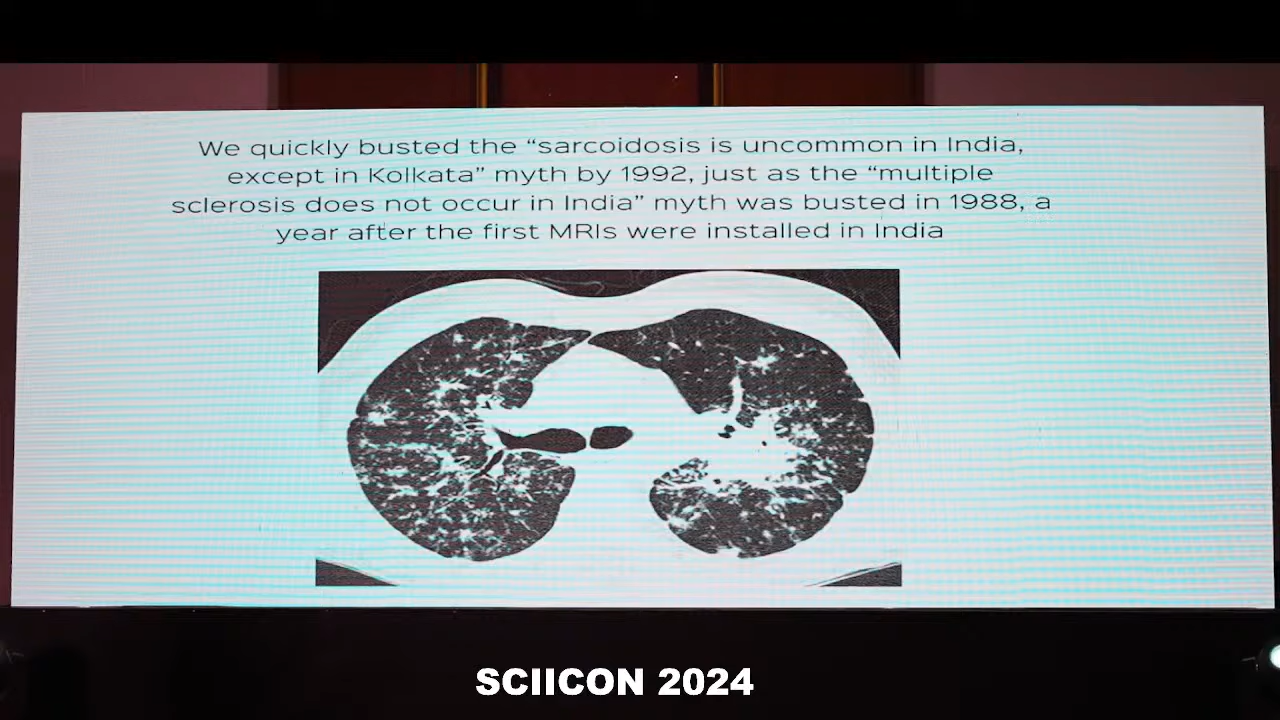 We quickly busted the “sarcoidosis is uncommon in India,
except in Kolkata” myth by 1992, just as the “multiple
sclerosis does not occur in India” myth was busted in 1988, a
year after the first MRIs were installed in India
SCIICON 2024